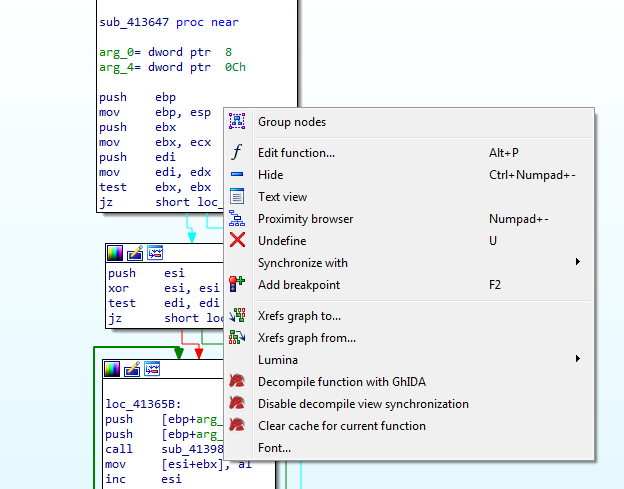 sub_413647 proc near
arg_0= dword ptr  8
arg_4= dword ptr  0Ch
push    ebp
mov     ebp, esp
push    ebx
mov     ebx, ecx
push    edi
mov     edi, edx
test    ebx, ebx
jz      short loc_
push    esi
xor     esi, esi
test    edi, edi
jz      short loc
loc_41365B:
push    [ebp+arg_
push    [ebp+arg_
call    sub_41398
mov     [esi+ebx], al
inc     esi
Group nodes
Edit function... Alt+P
Hide Ctrl+Numpad+-
Text view
Proximity browser Numpad+-
Undefine U
Synchronize with
Add breakpoint F2
Xrefs graph to...
Xrefs graph from...
Lumina
Decompile function with GhIDA
Disable decompile view synchronization
Clear cache for current function
Font...